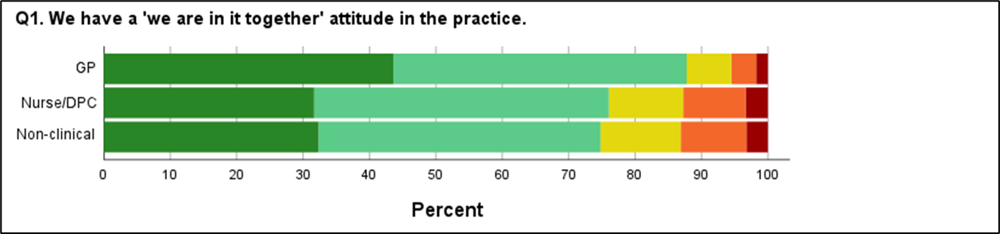 Q1. We have a 'we are in it together' attitude in the practice.
GP
Nurse/DPC
Non-clinical
0 10 20 30 40 50 60 70 80 90 100
Percent